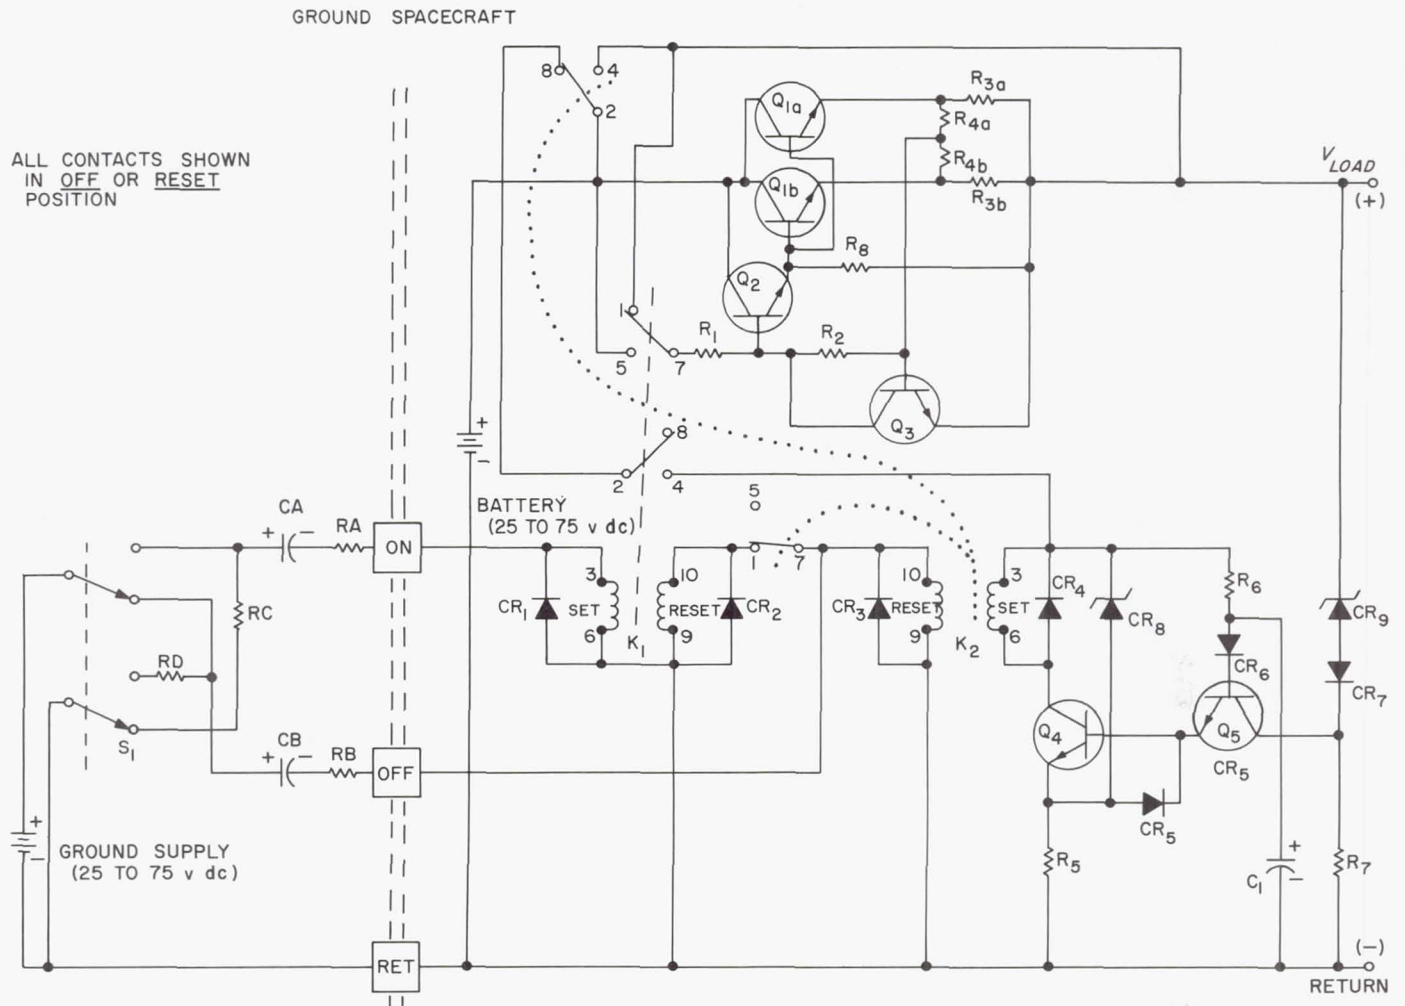 GROUND SPACECRAFT
ALL CONTACTS SHOWN
IN OFF OR RESET
POSITION
8 4
2
Q1a
R3a
R4a
R4b
Q1b
R3b
VLOAD
(+)
R8
Q2
1
5
7
R1
R2
Q3
+
-
8
2 4
BATTERY
(25 TO 75 v dc)
5
1 7
CA
+ -
RA
ON
RC
RD
S1
CB
+ -
RB
OFF
+
-
GROUND SUPPLY
(25 TO 75 v dc)
RET
CR1
3
SET
6
K1
10
RESET
9
CR2
CR3
10
RESET
9
K2
3
SET
6
CR4
CR8
R6
CR6
CR9
CR7
Q4
Q5
CR5
CR5
R5
C1
+
-
R7
(-)
RETURN